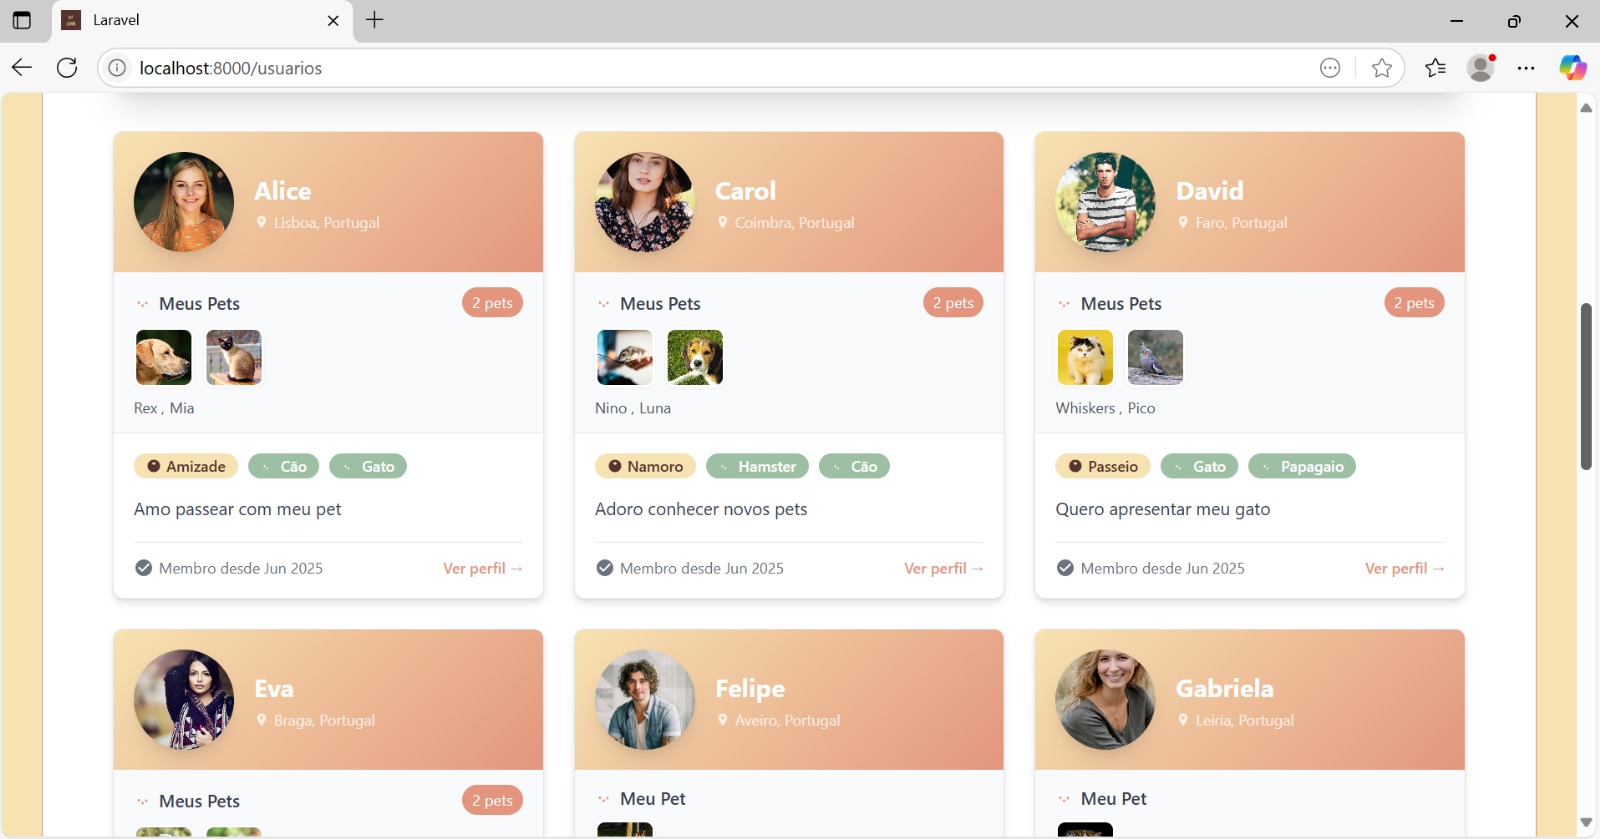 Laravel
localhost:8000/usuarios
Alice
Lisboa, Portugal
Meus Pets
2 pets
Rex , Mia
Amizade
Cão
Gato
Amo passear com meu pet
Membro desde Jun 2025
Ver perfil →
Carol
Coimbra, Portugal
Meus Pets
2 pets
Nino , Luna
Namoro
Hamster
Cão
Adoro conhecer novos pets
Membro desde Jun 2025
Ver perfil →
David
Faro, Portugal
Meus Pets
2 pets
Whiskers , Pico
Passeio
Gato
Papagaio
Quero apresentar meu gato
Membro desde Jun 2025
Ver perfil →
Eva
Braga, Portugal
Meus Pets
2 pets
Felipe
Aveiro, Portugal
Meu Pet
Gabriela
Leiria, Portugal
Meu Pet